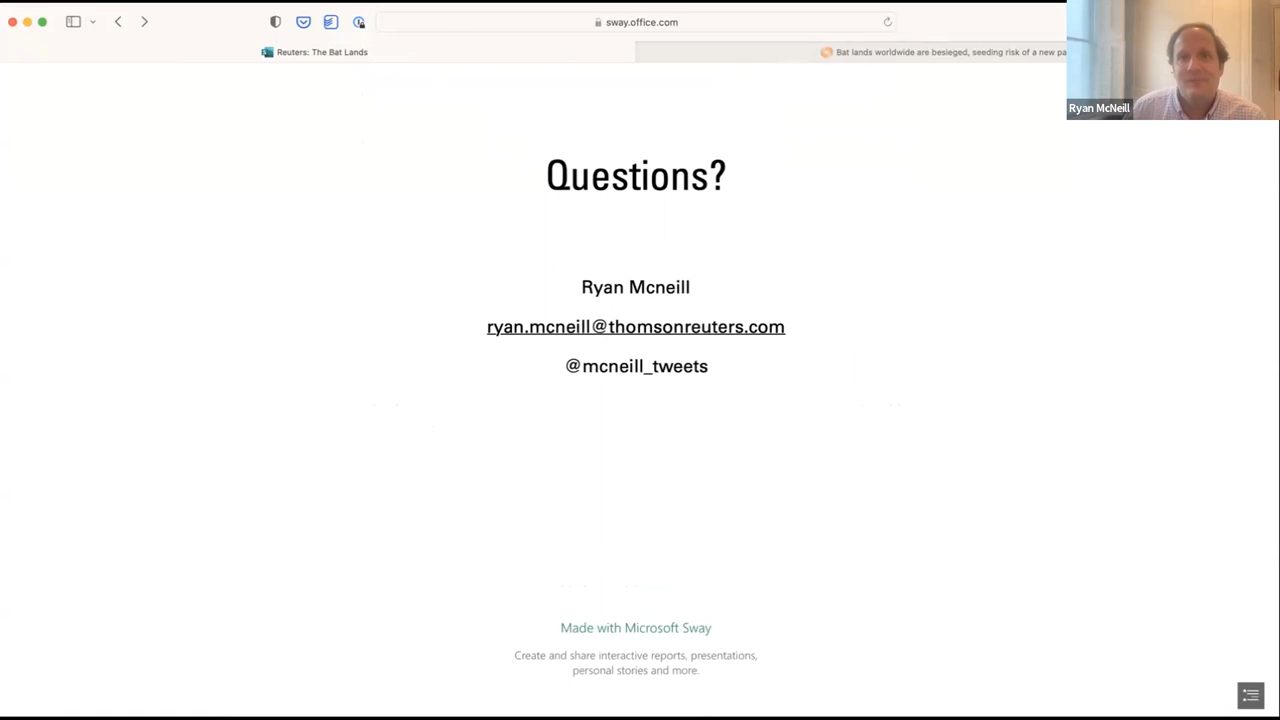 sway.office.com
Reuters: The Bat Lands
Bat lands worldwide are besieged, seeding risk of a new pa
Ryan McNeill
Questions?
Ryan Mcneill
ryan.mcneill@thomsonreuters.com
@mcneill_tweets
Made with Microsoft Sway
Create and share interactive reports, presentations,
personal stories and more.